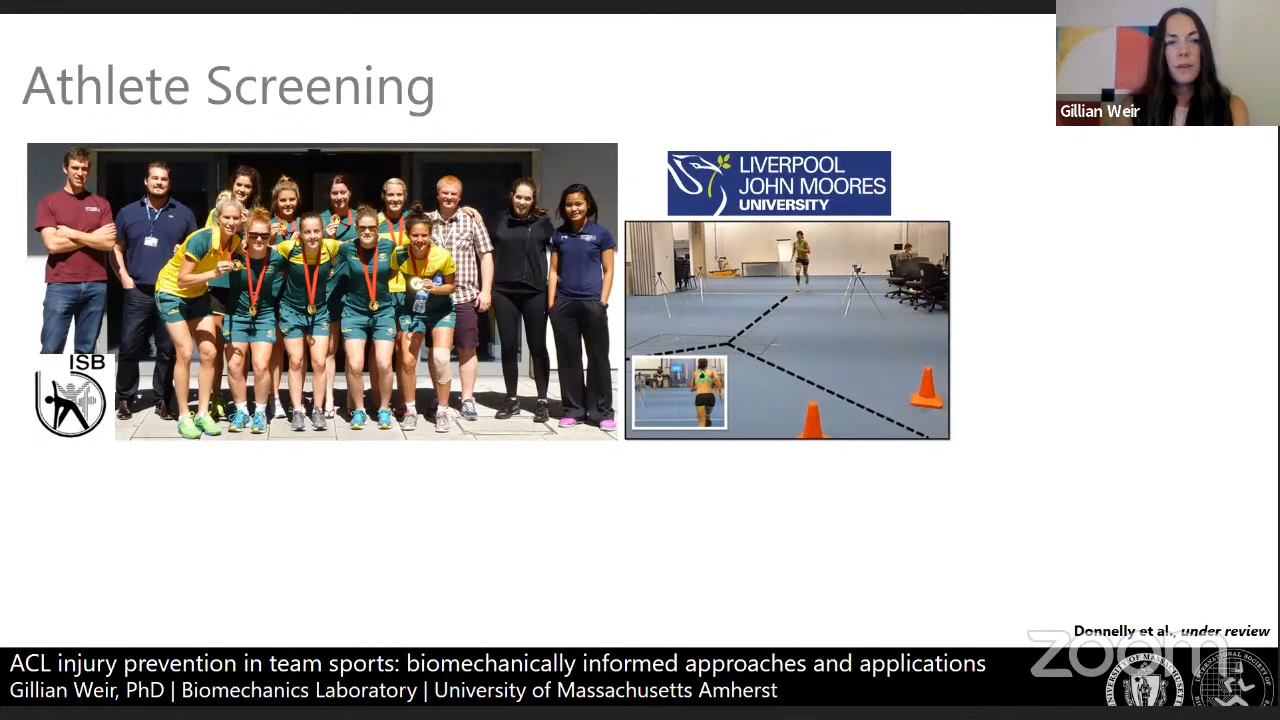 Athlete Screening
Gillian Weir
LIVERPOOL
JOHN MOORES
UNIVERSITY
ISB
Donnelly et al., under review
zoom
ACL injury prevention in team sports: biomechanically informed approaches and applications
Gillian Weir, PhD | Biomechanics Laboratory | University of Massachusetts Amherst